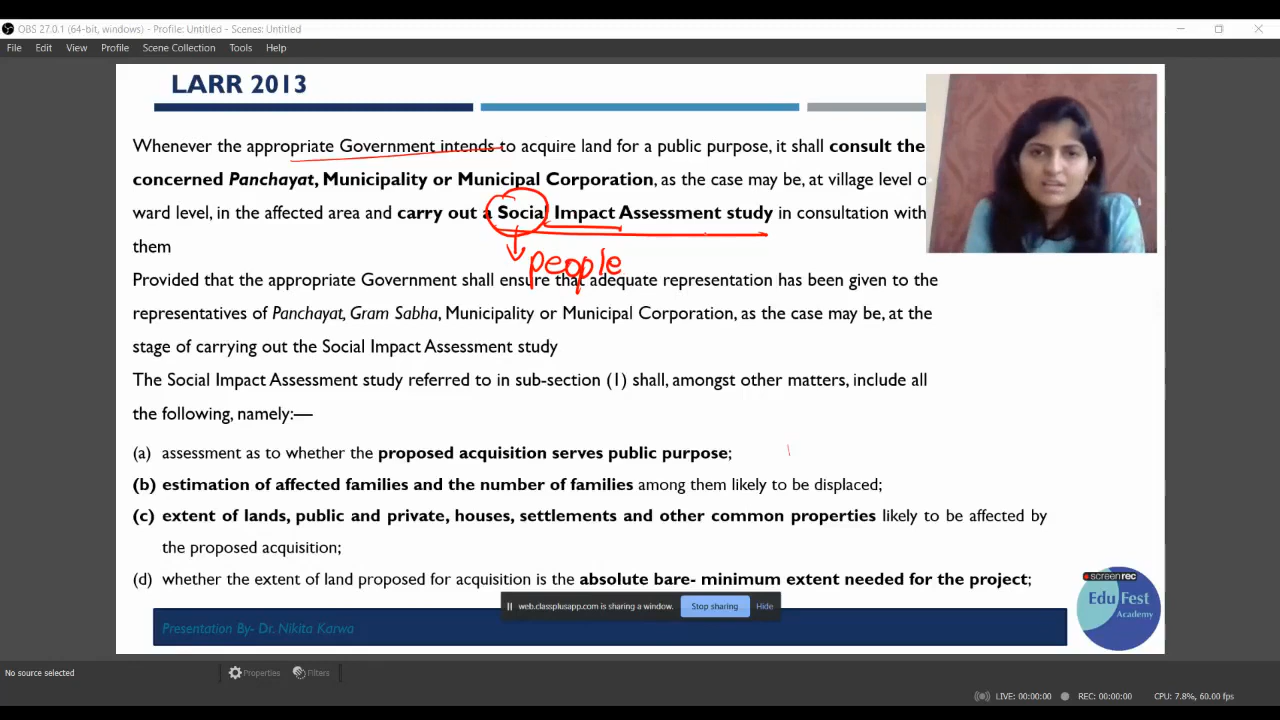 OBS 27.0.1 (64-bit, windows) - Profile: Untitled - Scenes: Untitled
File Edit View Profile Scene Collection Tools Help
LARR 2013
Whenever the appropriate Government intends to acquire land for a public purpose, it shall consult the
concerned Panchayat, Municipality or Municipal Corporation, as the case may be, at village level o
ward level, in the affected area and carry out a Social Impact Assessment study in consultation with
them
people
Provided that the appropriate Government shall ensure that adequate representation has been given to the
representatives of Panchayat, Gram Sabha, Municipality or Municipal Corporation, as the case may be, at the
stage of carrying out the Social Impact Assessment study
The Social Impact Assessment study referred to in sub-section (1) shall, amongst other matters, include all
the following, namely:—
(a) assessment as to whether the proposed acquisition serves public purpose;
(b) estimation of affected families and the number of families among them likely to be displaced;
(c) extent of lands, public and private, houses, settlements and other common properties likely to be affected by
the proposed acquisition;
(d) whether the extent of land proposed for acquisition is the absolute bare- minimum extent needed for the project;
screenrec
Edu Fest
Academy
web.classplusapp.com is sharing a window. Stop sharing Hide
Presentation By- Dr. Nikita Karwa
No source selected Properties Filters
LIVE: 00:00:00 REC: 00:00:00 CPU: 7.8%, 60.00 fps